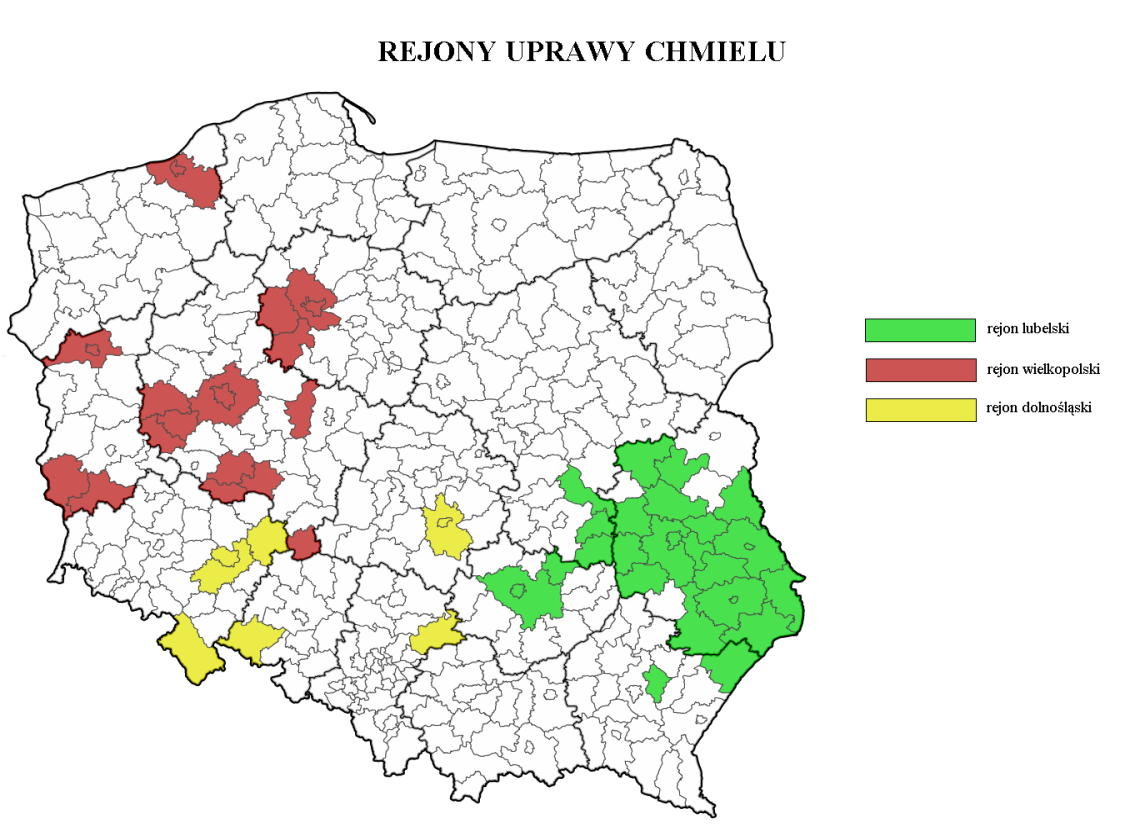 REJONY UPRAWY CHMIELU
rejon lubelski
rejon wielkopolski
rejon dolnośląski